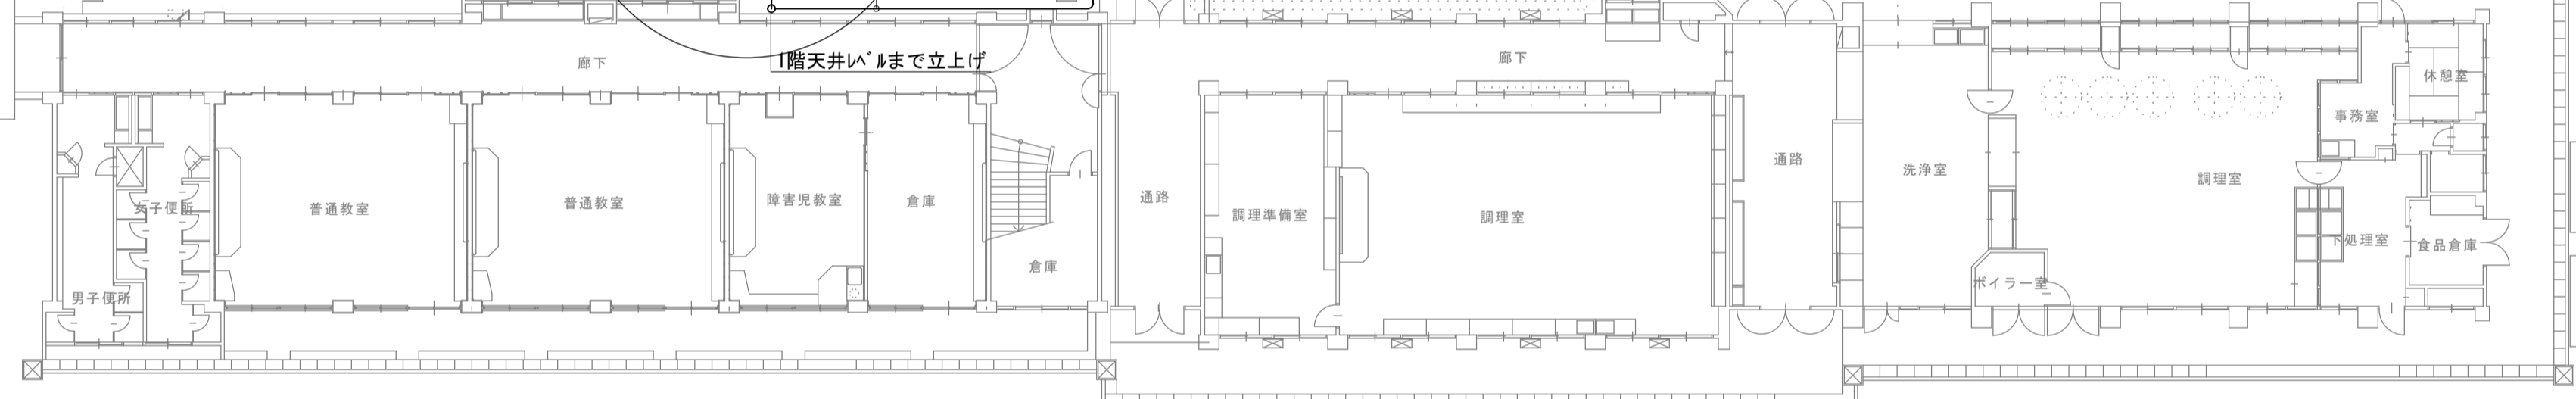 廊下
1階天井ﾚﾍﾞﾙまで立上げ
廊下
休憩室
事務室
通路
洗浄室
調理室
女子便所
普通教室
普通教室
障害児教室
倉庫
通路
調理準備室
調理室
下処理室
食品倉庫
倉庫
ボイラー室
男子便所